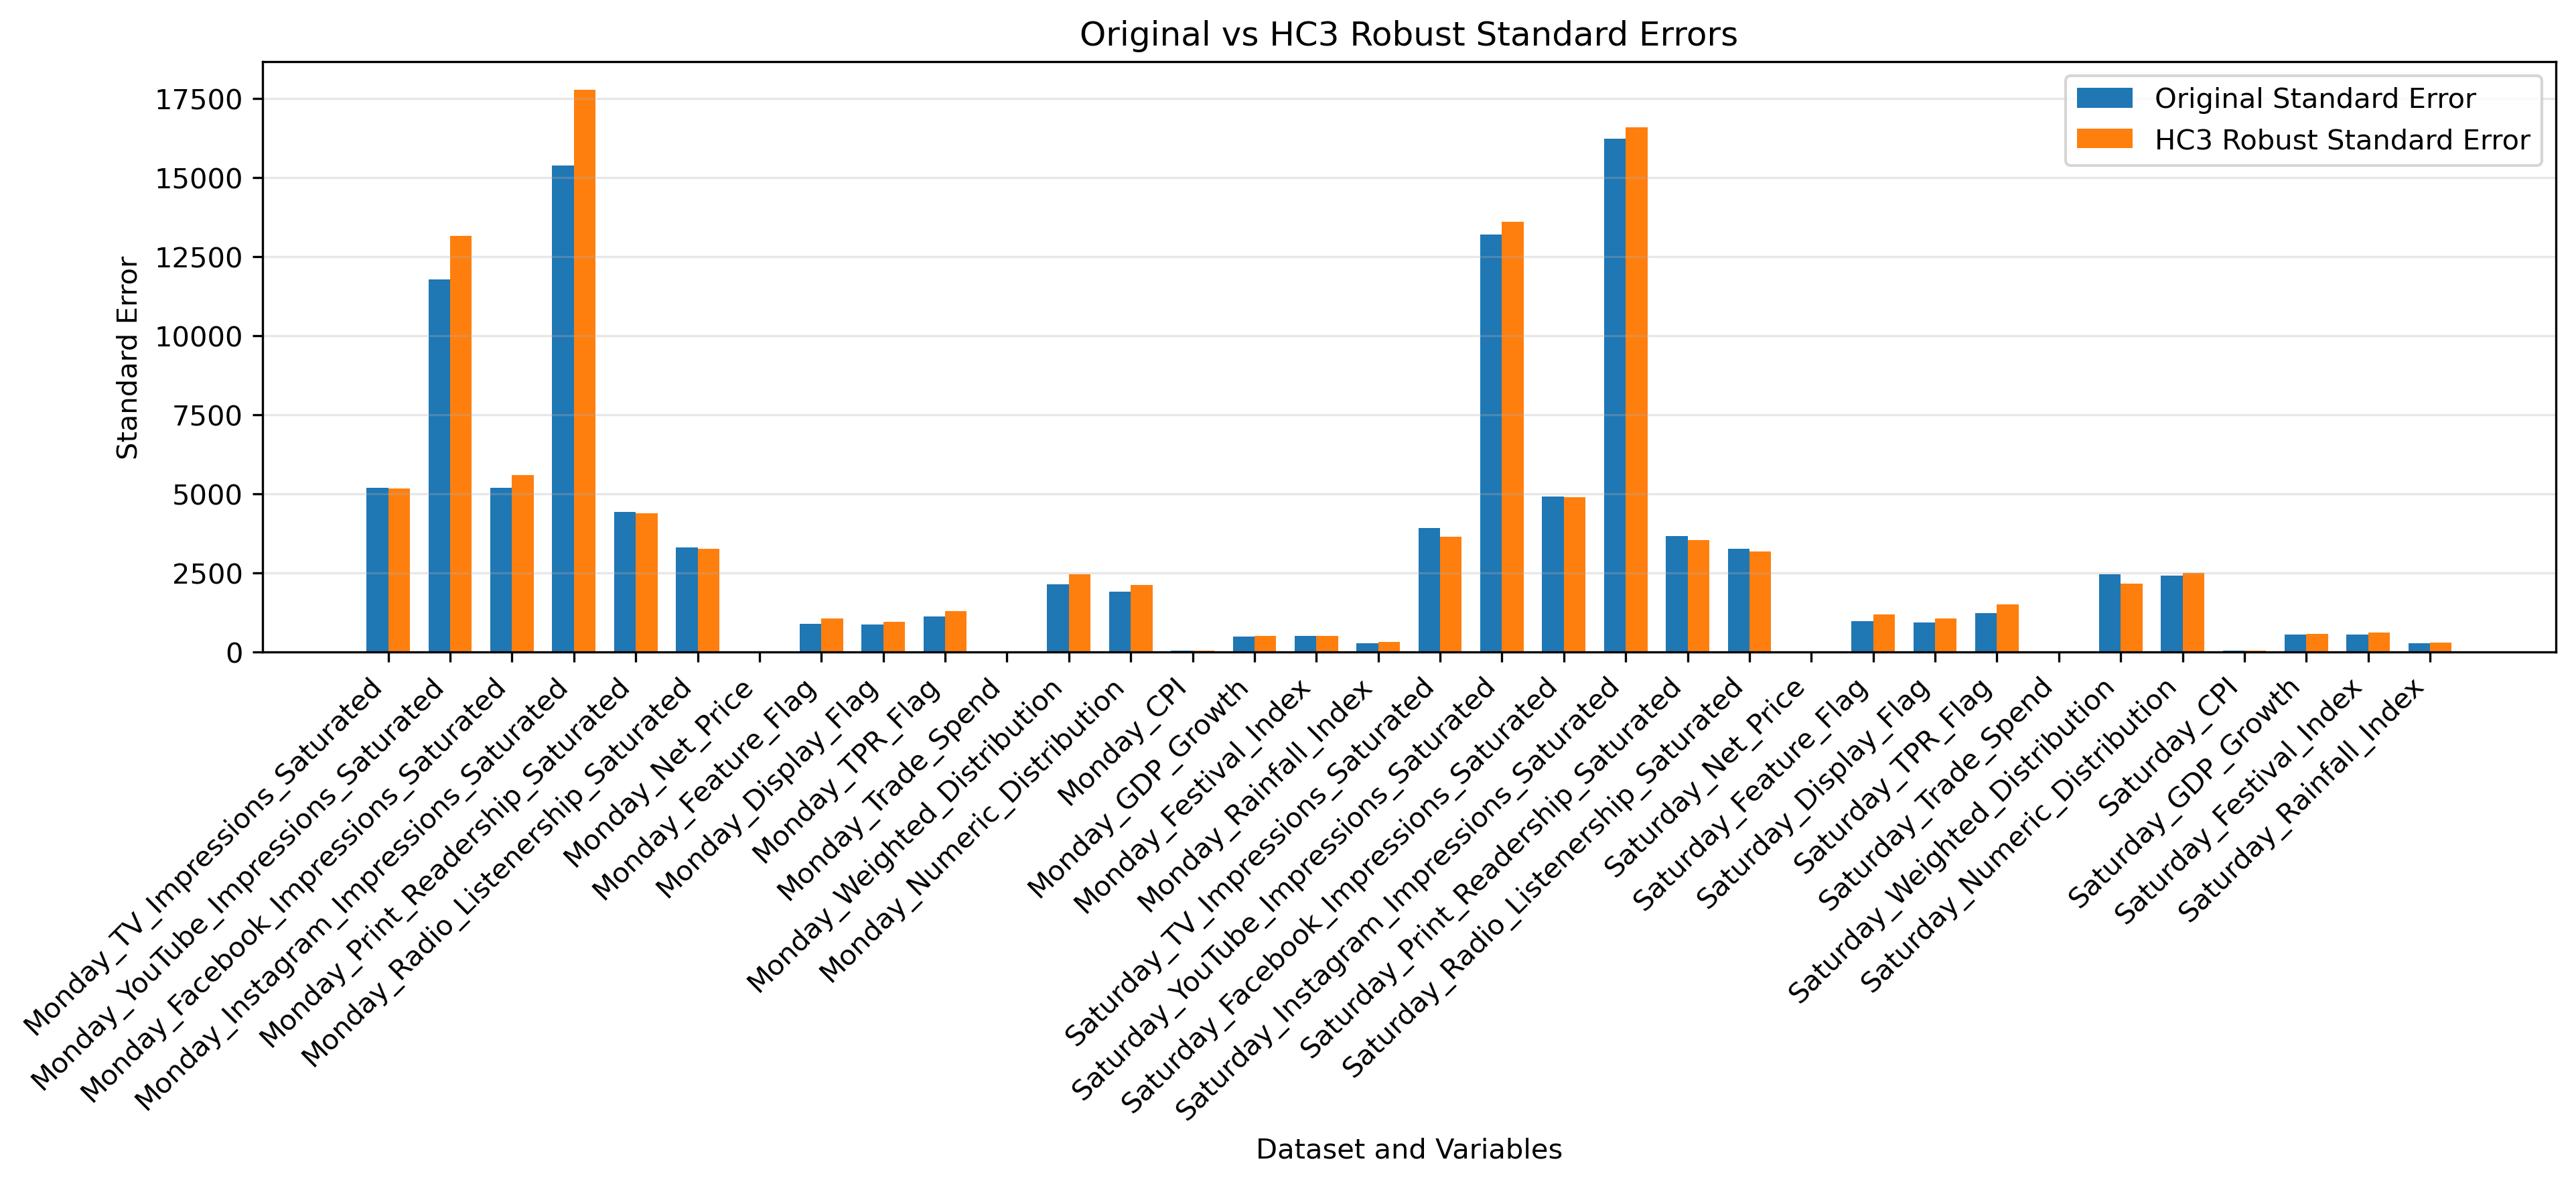 Original vs HC3 Robust Standard Errors
Original Standard Error
HC3 Robust Standard Error
Standard Error
17500
15000
12500
10000
7500
5000
2500
0
Monday_TV_Impressions_Saturated
Monday_YouTube_Impressions_Saturated
Monday_Facebook_Impressions_Saturated
Monday_Instagram_Impressions_Saturated
Monday_Print_Readership_Saturated
Monday_Radio_Listenership_Saturated
Monday_Net_Price
Monday_Feature_Flag
Monday_Display_Flag
Monday_TPR_Flag
Monday_Trade_Spend
Monday_Weighted_Distribution
Monday_Numeric_Distribution
Monday_CPI
Monday_GDP_Growth
Monday_Festival_Index
Monday_Rainfall_Index
Saturday_TV_Impressions_Saturated
Saturday_YouTube_Impressions_Saturated
Saturday_Facebook_Impressions_Saturated
Saturday_Instagram_Impressions_Saturated
Saturday_Print_Readership_Saturated
Saturday_Radio_Listenership_Saturated
Saturday_Net_Price
Saturday_Feature_Flag
Saturday_Display_Flag
Saturday_TPR_Flag
Saturday_Trade_Spend
Saturday_Weighted_Distribution
Saturday_Numeric_Distribution
Saturday_CPI
Saturday_GDP_Growth
Saturday_Festival_Index
Saturday_Rainfall_Index
Dataset and Variables